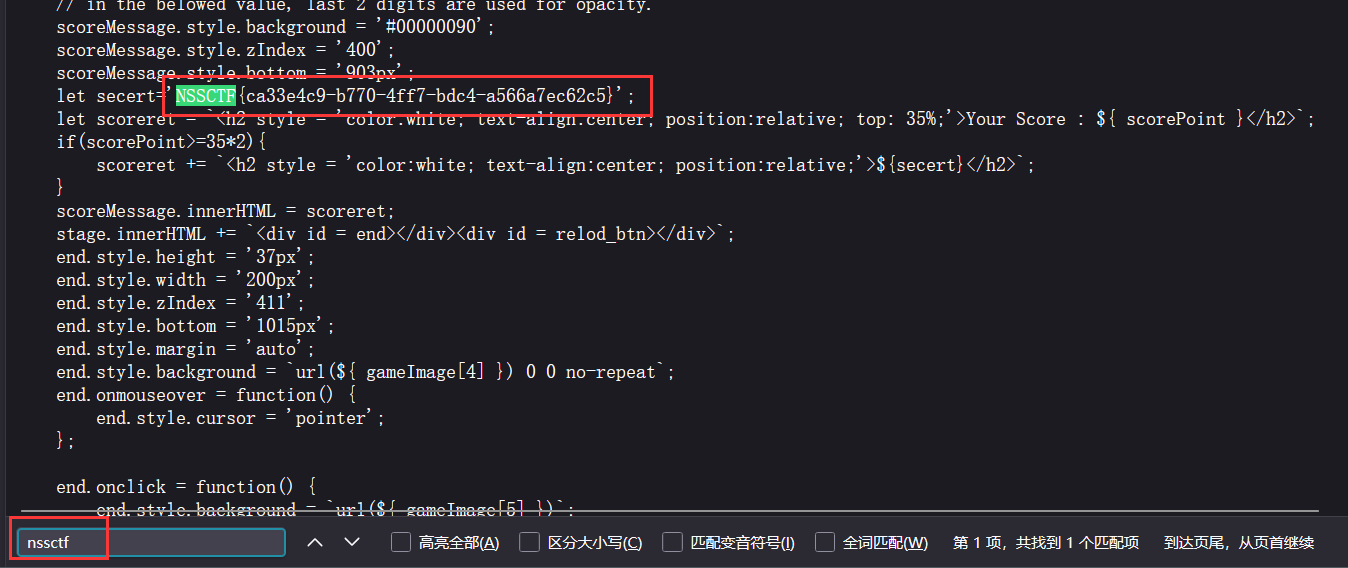 // in the belowed value, last 2 digits are used for opacity.
scoreMessage.style.background = '#00000090';
scoreMessage.style.zIndex = '400';
scoreMessage.style.bottom = '903px';
let secert='NSSCTF{ca33e4c9-b770-4ff7-bdc4-a566a7ec62c5}';
let scoreret = `<h2 style = 'color:white; text-align:center; position:relative; top: 35%;'>Your Score : ${ scorePoint }</h2>`;
if(scorePoint>=35*2){
    scoreret += `<h2 style = 'color:white; text-align:center; position:relative;'>${secert}</h2>`;
}
scoreMessage.innerHTML = scoreret;
stage.innerHTML += `<div id = end></div><div id = relod_btn></div>`;
end.style.height = '37px';
end.style.width = '200px';
end.style.zIndex = '411';
end.style.bottom = '1015px';
end.style.margin = 'auto';
end.style.background = `url(${ gameImage[4] }) 0 0 no-repeat`;
end.onmouseover = function() {
    end.style.cursor = 'pointer';
};
end.onclick = function() {
    end.style.background = `url(${ gameImage[5] })`;
nssctf 高亮全部(A) 区分大小写(C) 匹配变音符号(I) 全词匹配(W) 第 1 项，共找到 1 个匹配项 到达页尾，从页首继续